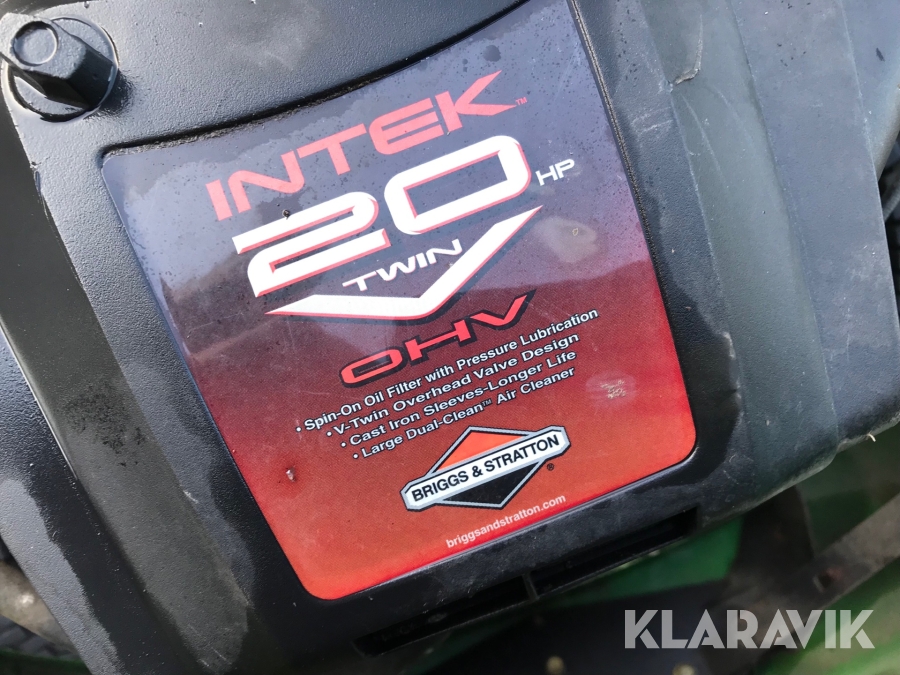 INTEK™
20 HP
TWIN
OHV
• Spin-On Oil Filter with Pressure Lubrication
• V-Twin Overhead Valve Design
• Cast Iron Sleeves-Longer Life
• Large Dual-Clean™ Air Cleaner
BRIGGS & STRATTON®
briggsandstratton.com
KLARAVIK